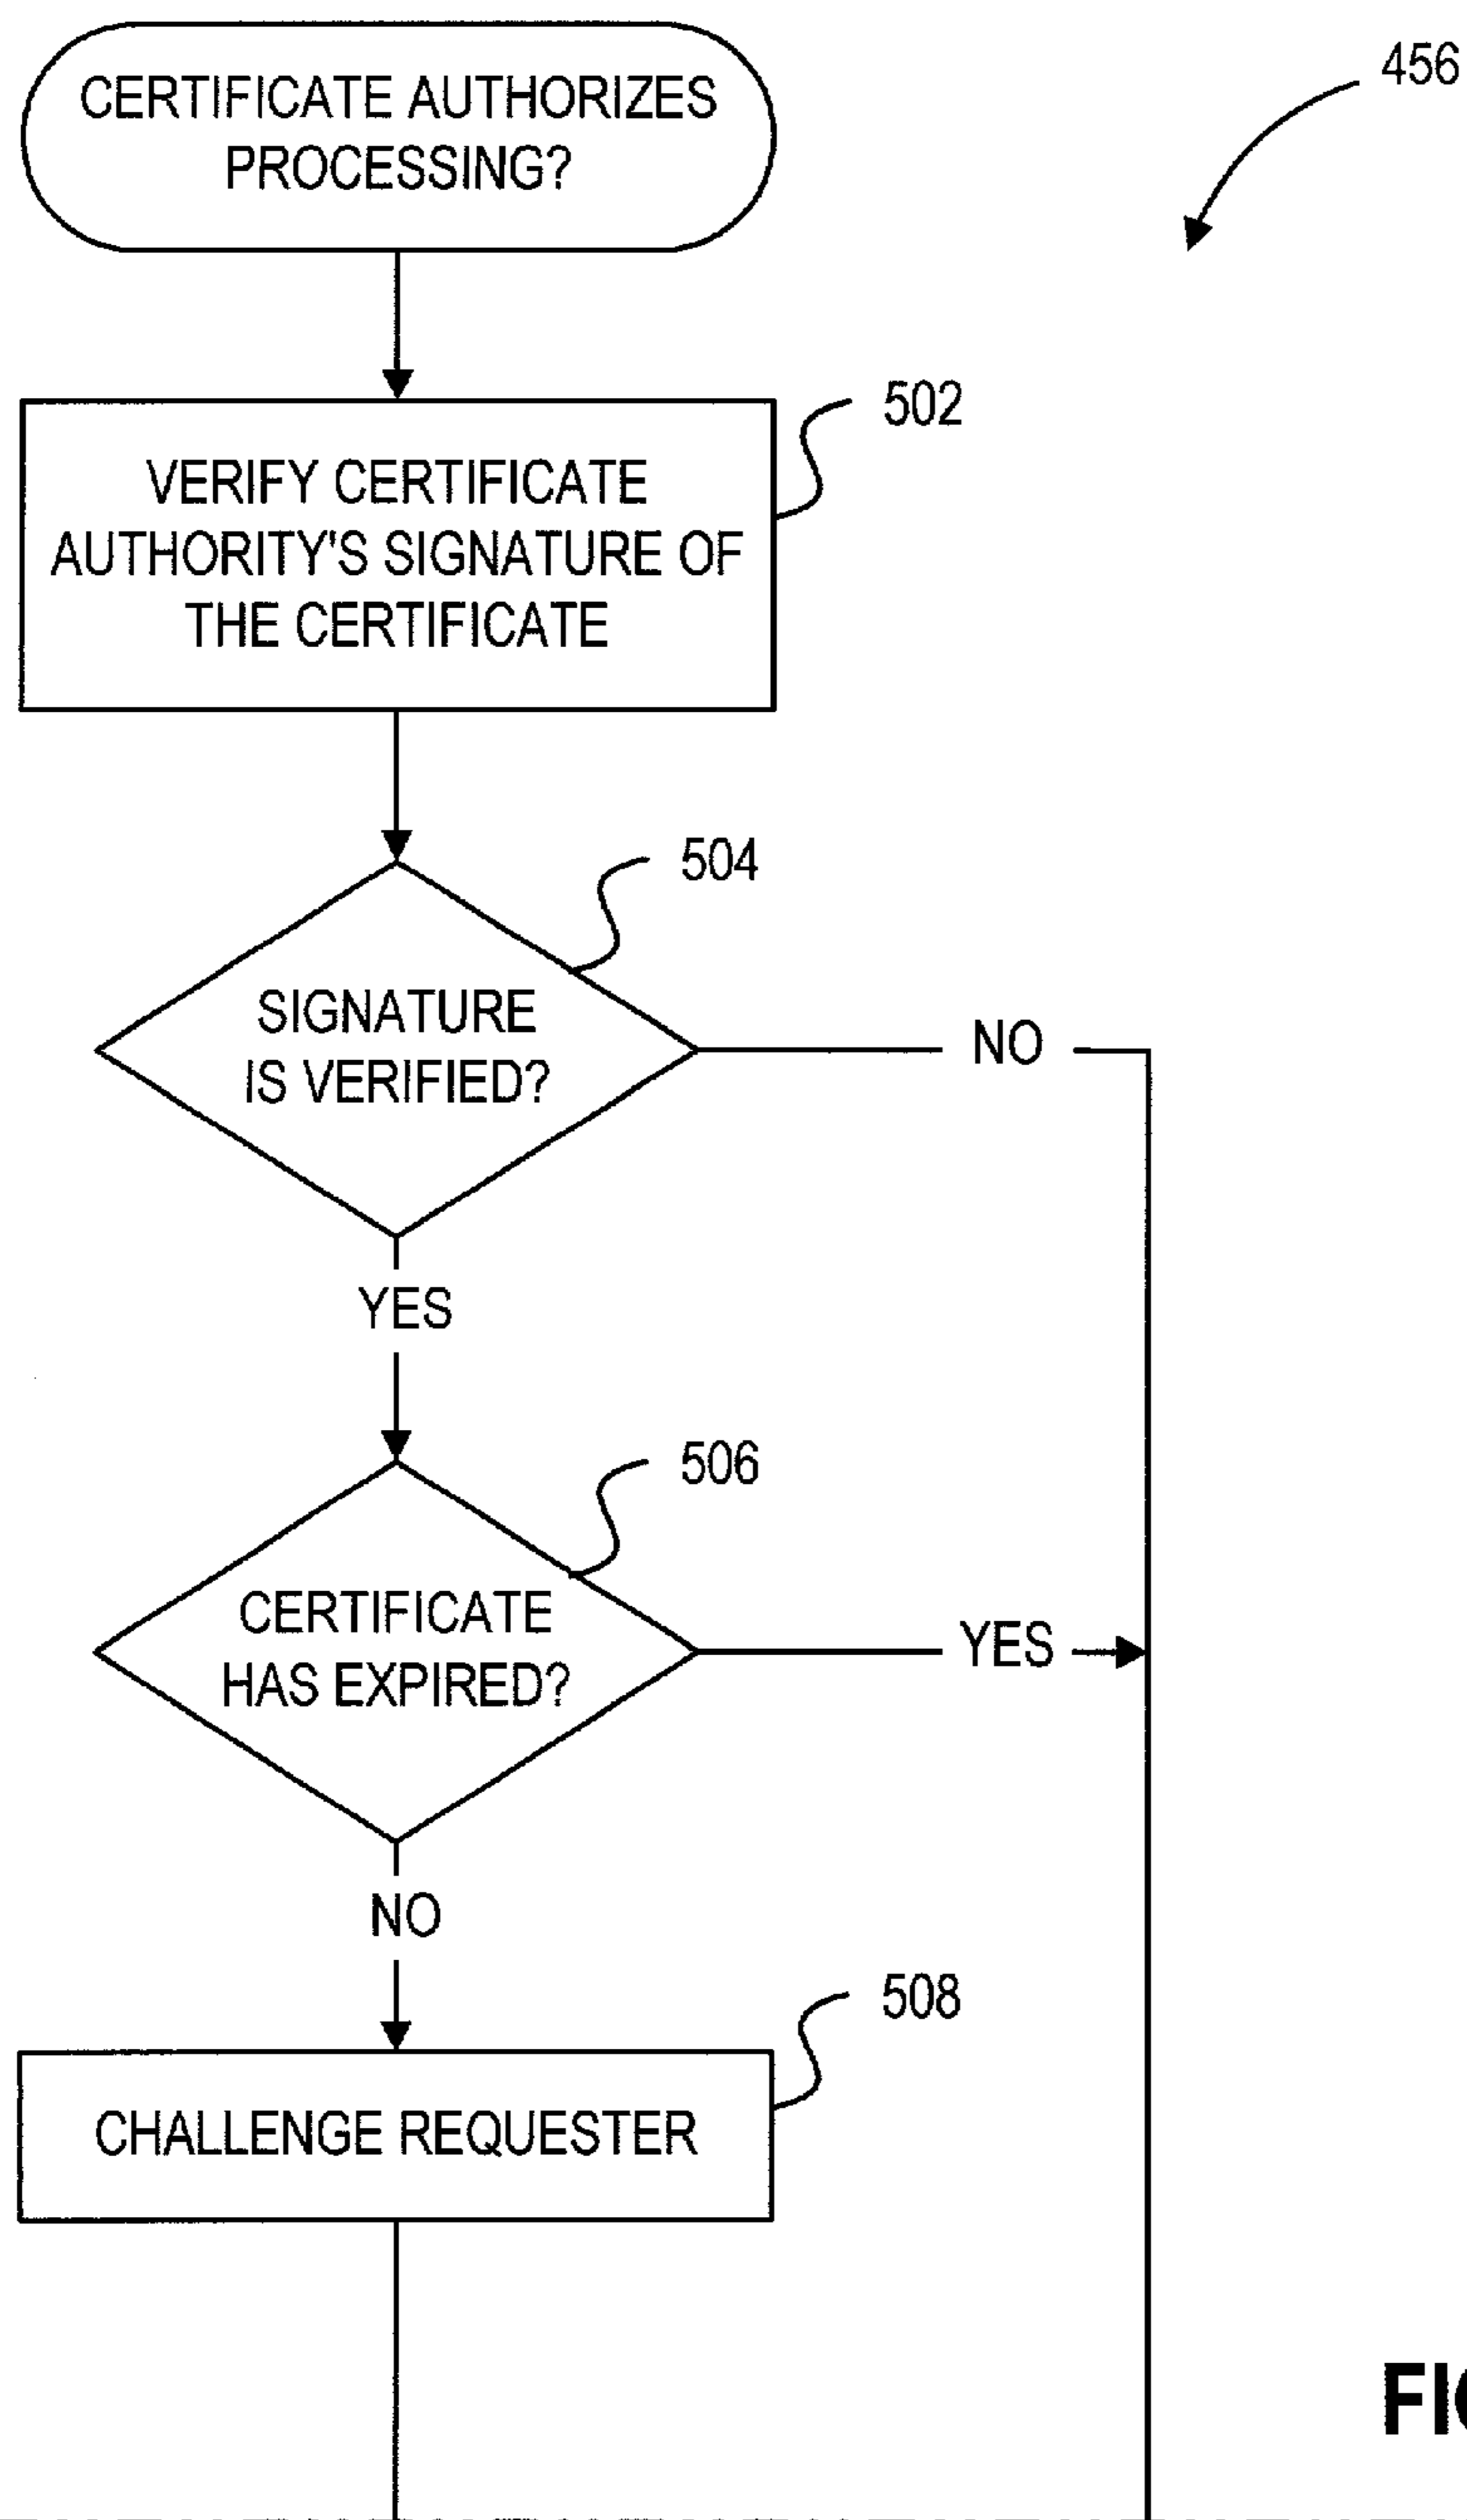 CERTIFICATE AUTHORIZES
PROCESSING?
456
502
VERIFY CERTIFICATE
AUTHORITY'S SIGNATURE OF
THE CERTIFICATE
504
SIGNATURE
IS VERIFIED?
NO
YES
506
CERTIFICATE
HAS EXPIRED?
YES
NO
508
CHALLENGE REQUESTER